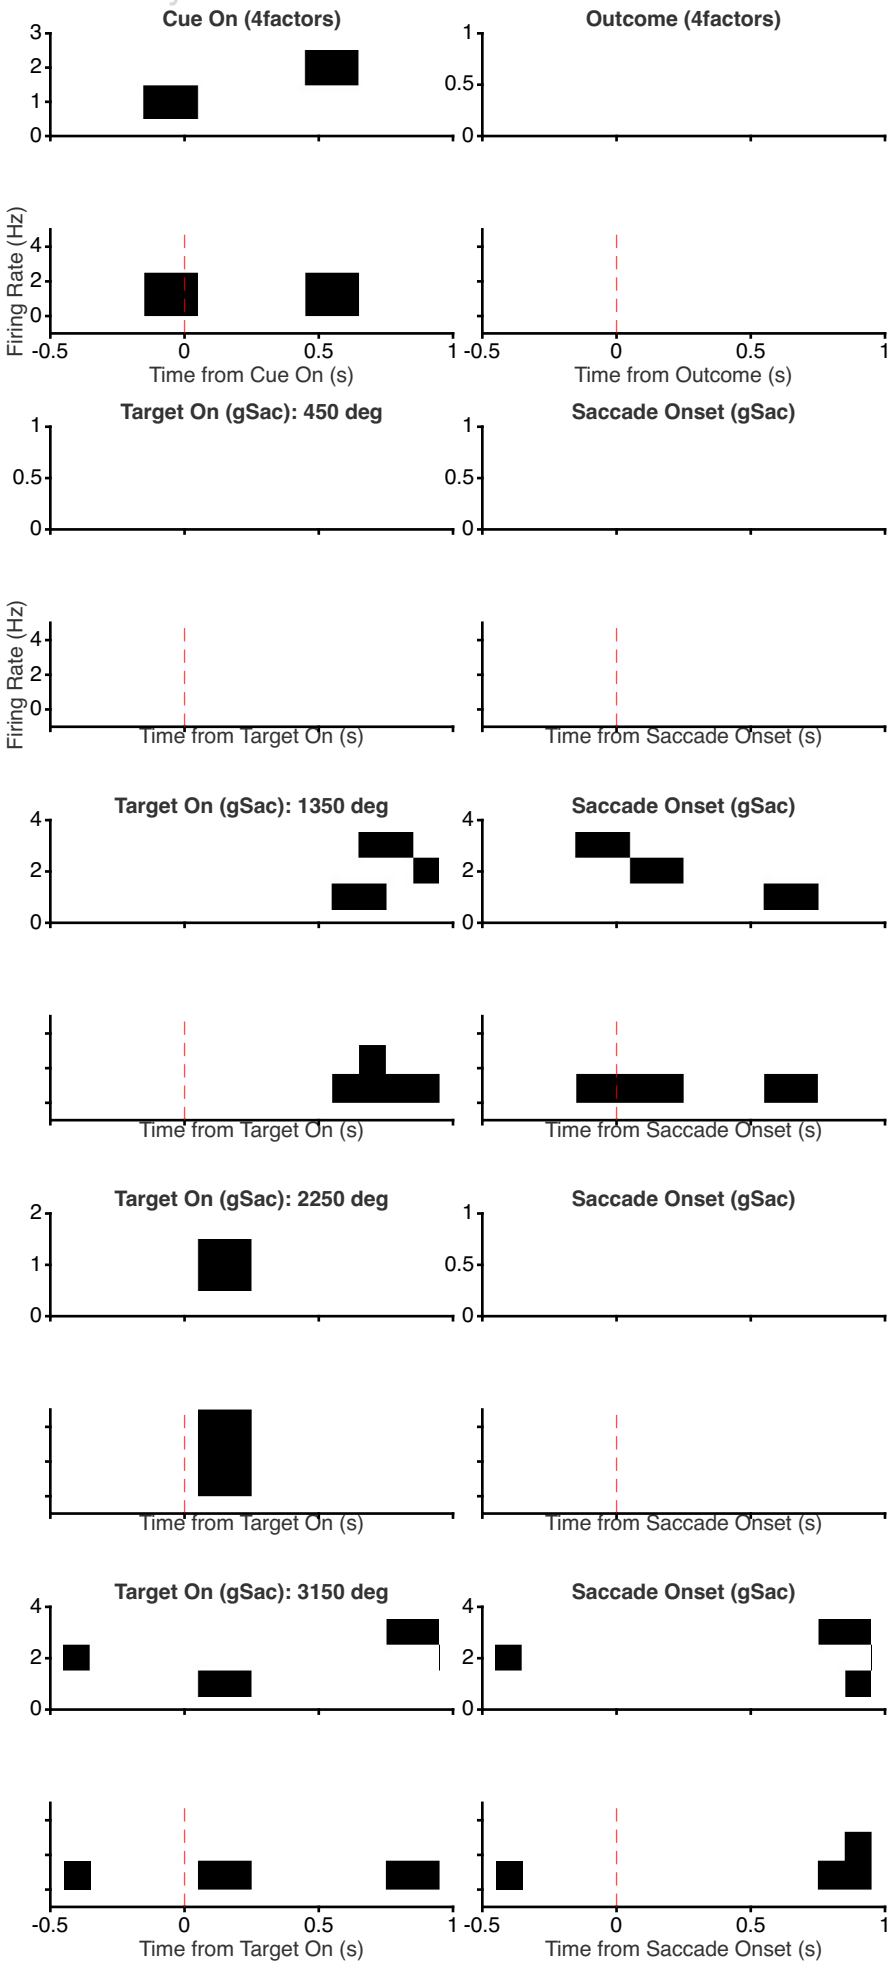 Cue On (4factors)
Outcome (4factors)
3
2
1
0
1
0.5
0
Firing Rate (Hz)
4
2
0
-0.5 0 0.5 1
-0.5 0 0.5 1
Time from Cue On (s)
Time from Outcome (s)
Target On (gSac): 450 deg
Saccade Onset (gSac)
1
0.5
0
1
0.5
0
Firing Rate (Hz)
4
2
0
Time from Target On (s)
Time from Saccade Onset (s)
Target On (gSac): 1350 deg
Saccade Onset (gSac)
4
2
0
4
2
0
Time from Target On (s)
Time from Saccade Onset (s)
Target On (gSac): 2250 deg
Saccade Onset (gSac)
2
1
0
1
0.5
0
Time from Target On (s)
Time from Saccade Onset (s)
Target On (gSac): 3150 deg
Saccade Onset (gSac)
4
2
0
4
2
0
-0.5 0 0.5 1
-0.5 0 0.5 1
Time from Target On (s)
Time from Saccade Onset (s)